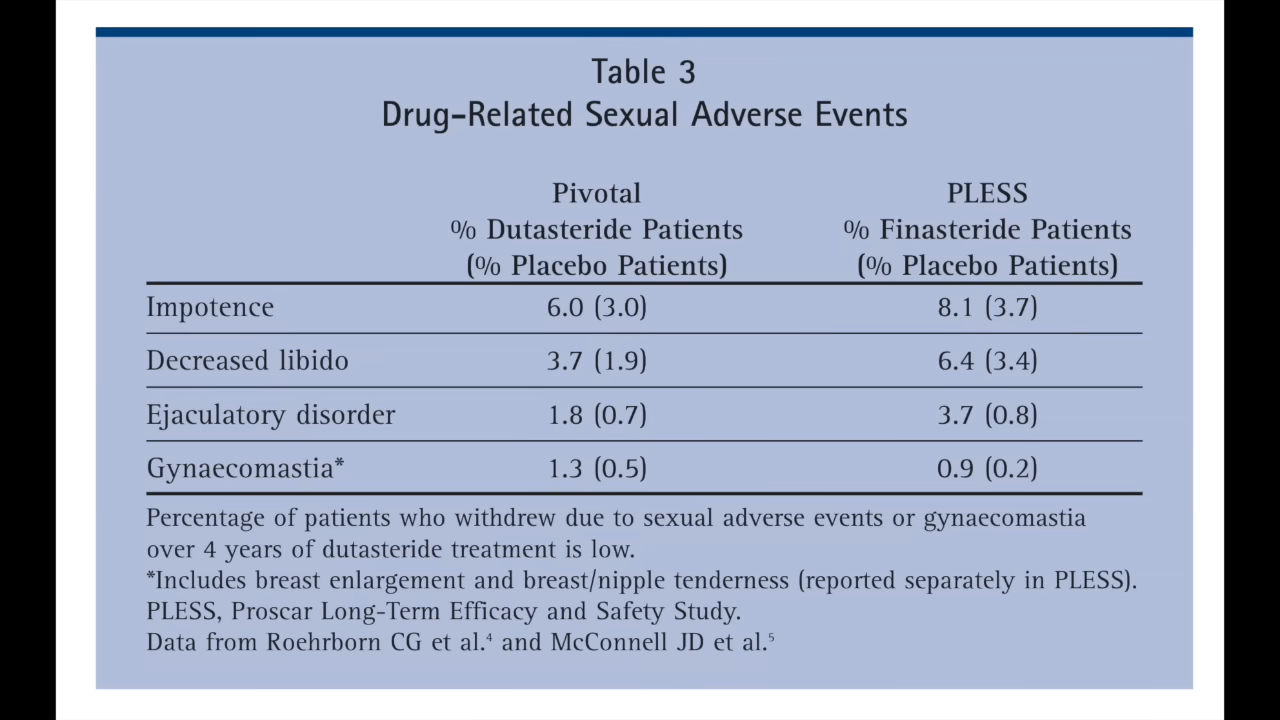 Table 3
Drug-Related Sexual Adverse Events
Pivotal PLESS
% Dutasteride Patients % Finasteride Patients
(% Placebo Patients) (% Placebo Patients)
Impotence 6.0 (3.0) 8.1 (3.7)
Decreased libido 3.7 (1.9) 6.4 (3.4)
Ejaculatory disorder 1.8 (0.7) 3.7 (0.8)
Gynaecomastia* 1.3 (0.5) 0.9 (0.2)
Percentage of patients who withdrew due to sexual adverse events or gynaecomastia
over 4 years of dutasteride treatment is low.
*Includes breast enlargement and breast/nipple tenderness (reported separately in PLESS).
PLESS, Proscar Long-Term Efficacy and Safety Study.
Data from Roehrborn CG et al.⁴ and McConnell JD et al.⁵